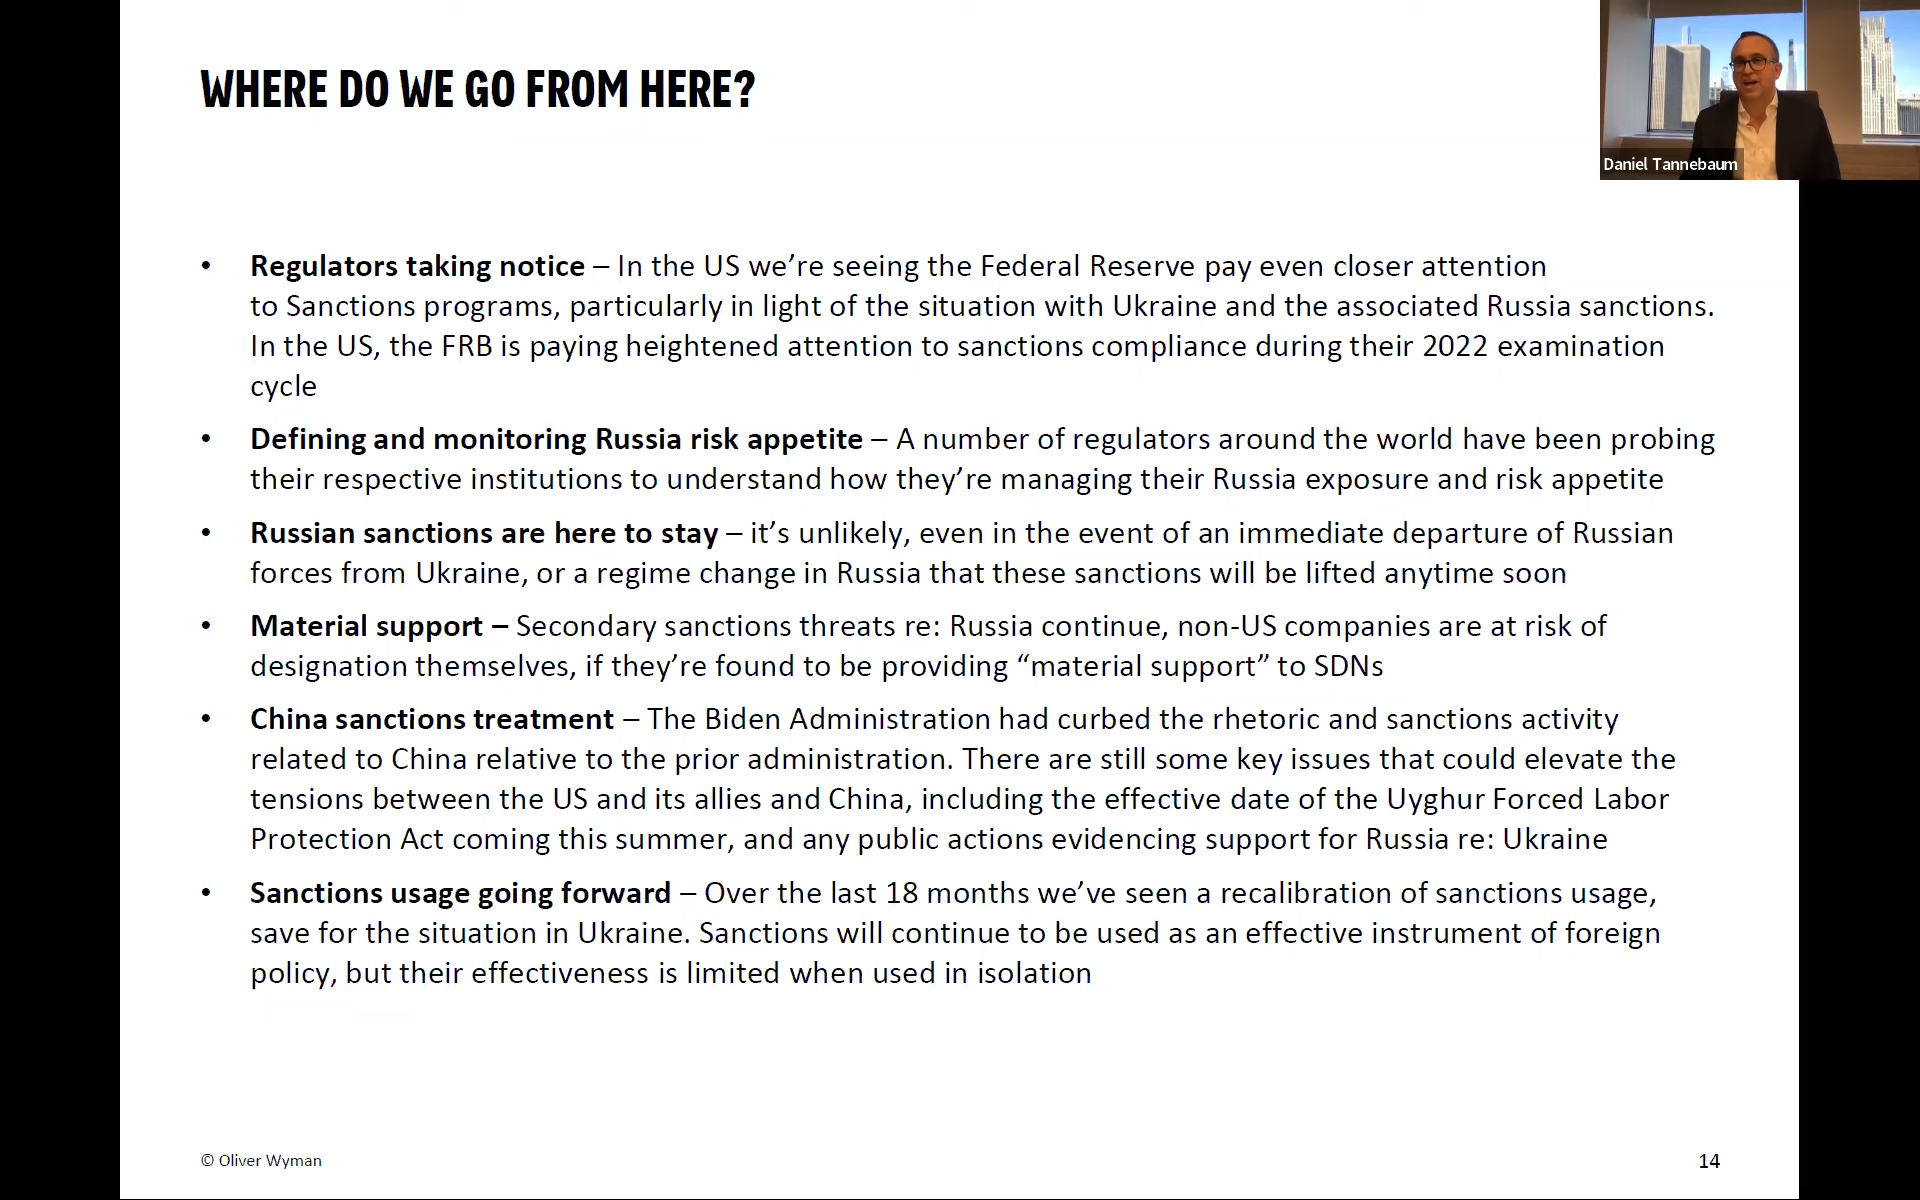 WHERE DO WE GO FROM HERE?
Daniel Tannebaum
• Regulators taking notice – In the US we’re seeing the Federal Reserve pay even closer attention
to Sanctions programs, particularly in light of the situation with Ukraine and the associated Russia sanctions.
In the US, the FRB is paying heightened attention to sanctions compliance during their 2022 examination
cycle
• Defining and monitoring Russia risk appetite – A number of regulators around the world have been probing
their respective institutions to understand how they’re managing their Russia exposure and risk appetite
• Russian sanctions are here to stay – it’s unlikely, even in the event of an immediate departure of Russian
forces from Ukraine, or a regime change in Russia that these sanctions will be lifted anytime soon
• Material support – Secondary sanctions threats re: Russia continue, non-US companies are at risk of
designation themselves, if they’re found to be providing “material support” to SDNs
• China sanctions treatment – The Biden Administration had curbed the rhetoric and sanctions activity
related to China relative to the prior administration. There are still some key issues that could elevate the
tensions between the US and its allies and China, including the effective date of the Uyghur Forced Labor
Protection Act coming this summer, and any public actions evidencing support for Russia re: Ukraine
• Sanctions usage going forward – Over the last 18 months we’ve seen a recalibration of sanctions usage,
save for the situation in Ukraine. Sanctions will continue to be used as an effective instrument of foreign
policy, but their effectiveness is limited when used in isolation
© Oliver Wyman
14